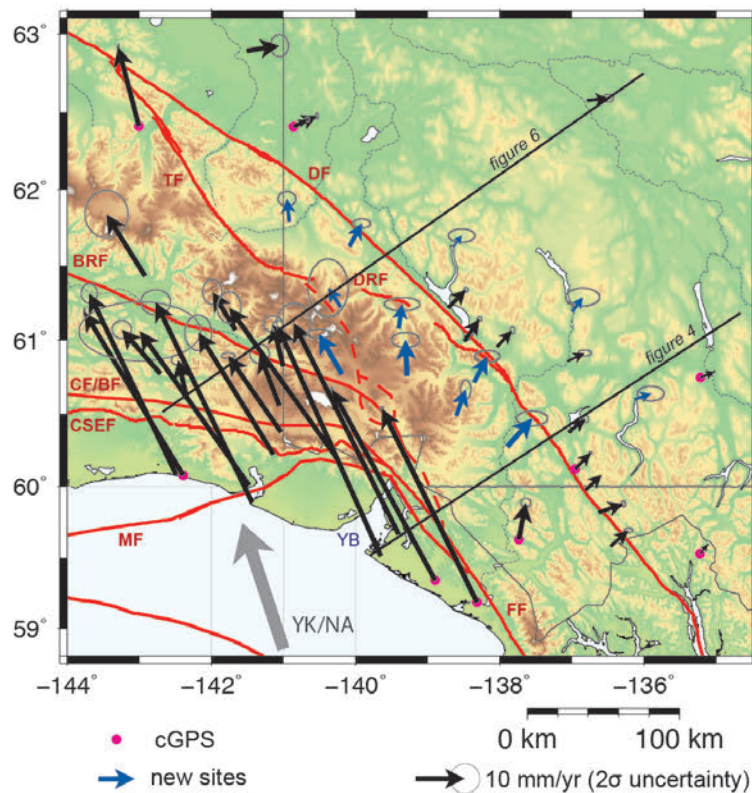 63˚
62˚
61˚
60˚
59˚
−144˚
−142˚
−140˚
−138˚
−136˚
TF
DF
BRF
DRF
CF/BF
CSEF
MF
YB
FF
YK/NA
figure 6
figure 4
cGPS
new sites
0 km
100 km
10 mm/yr (2σ uncertainty)